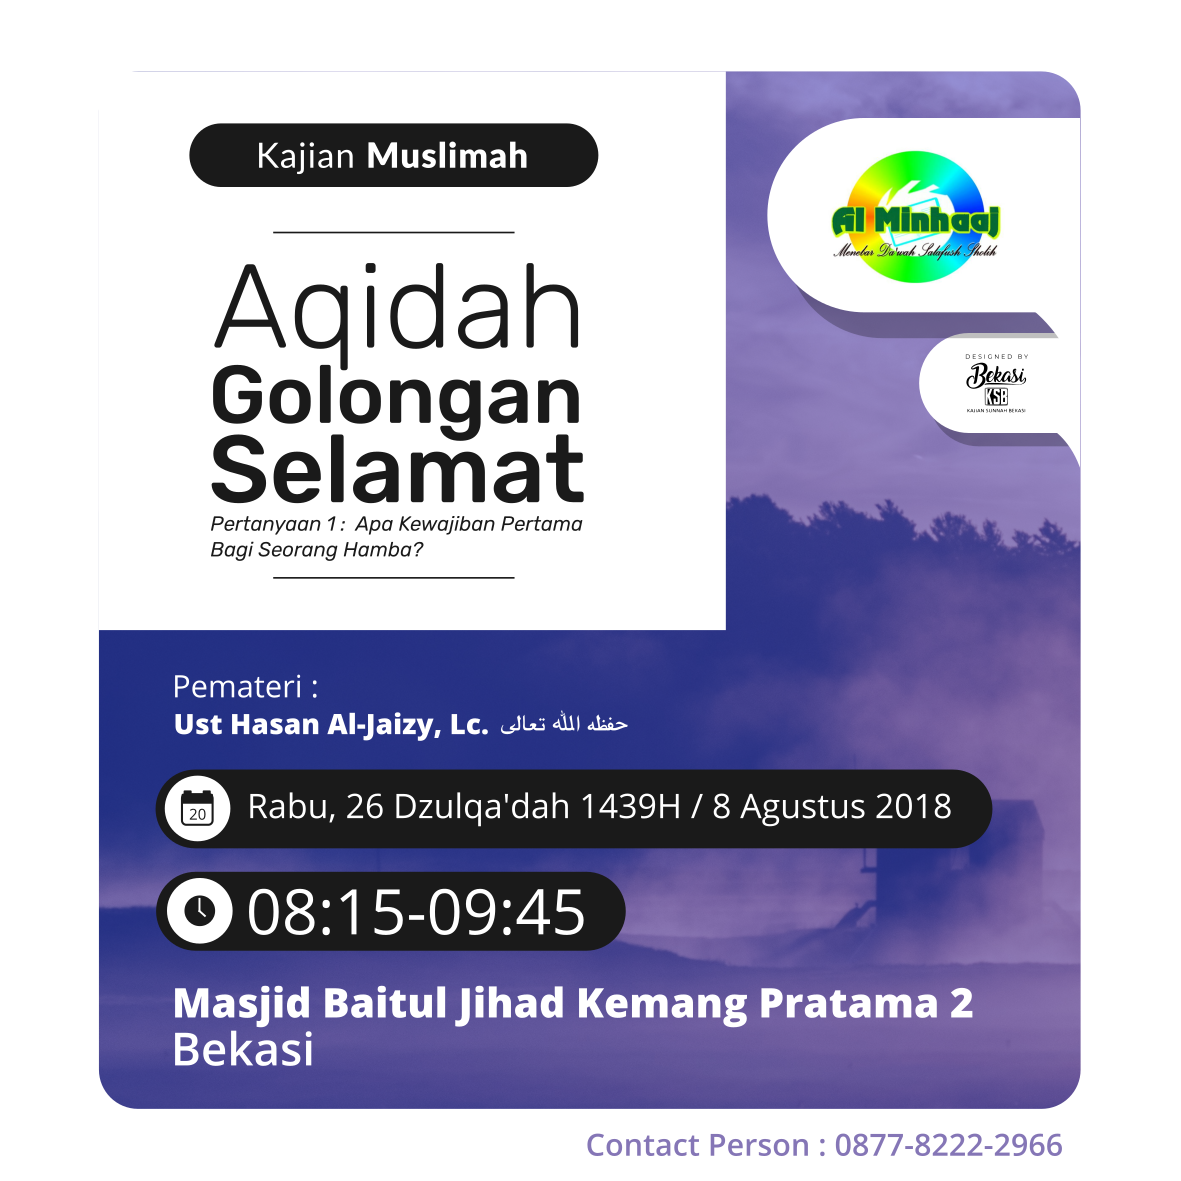 Kajian Muslimah
Aqidah
Golongan
Selamat
Pertanyaan 1 : Apa Kewajiban Pertama
Bagi Seorang Hamba?
Al Minhaaj
Menebar Da'wah Salafush Sholih
DESIGNED BY
Bekasi
KSB
KAJIAN SUNNAH BEKASI
Pemateri :
Ust Hasan Al-Jaizy, Lc. حفظه الله تعالى
20
Rabu, 26 Dzulqa'dah 1439H / 8 Agustus 2018
08:15-09:45
Masjid Baitul Jihad Kemang Pratama 2
Bekasi
Contact Person : 0877-8222-2966